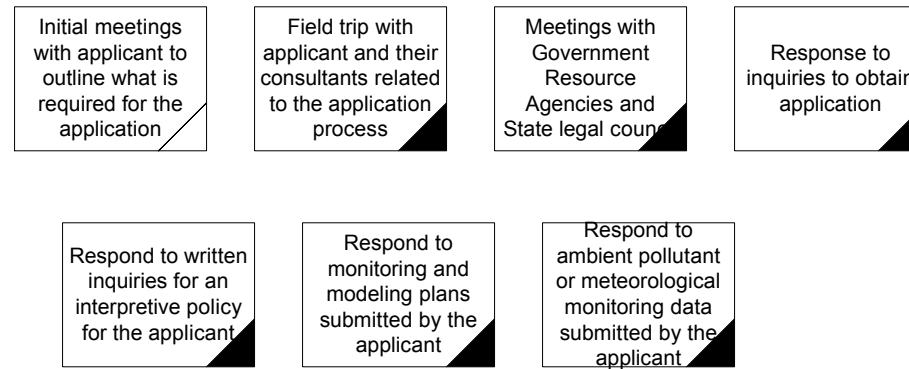 Initial meetings
with applicant to
outline what is
required for the
application
Field trip with
applicant and their
consultants related
to the application
process
Meetings with
Government
Resource
Agencies and
State legal
Response to
inquiries to obtain
application
Respond to written
inquiries for an
interpretive policy
for the applicant
Respond to
monitoring and
modeling plans
submitted by the
applicant
Respond to
ambient pollutant
or meteorological
monitoring data
submitted by the
applicant